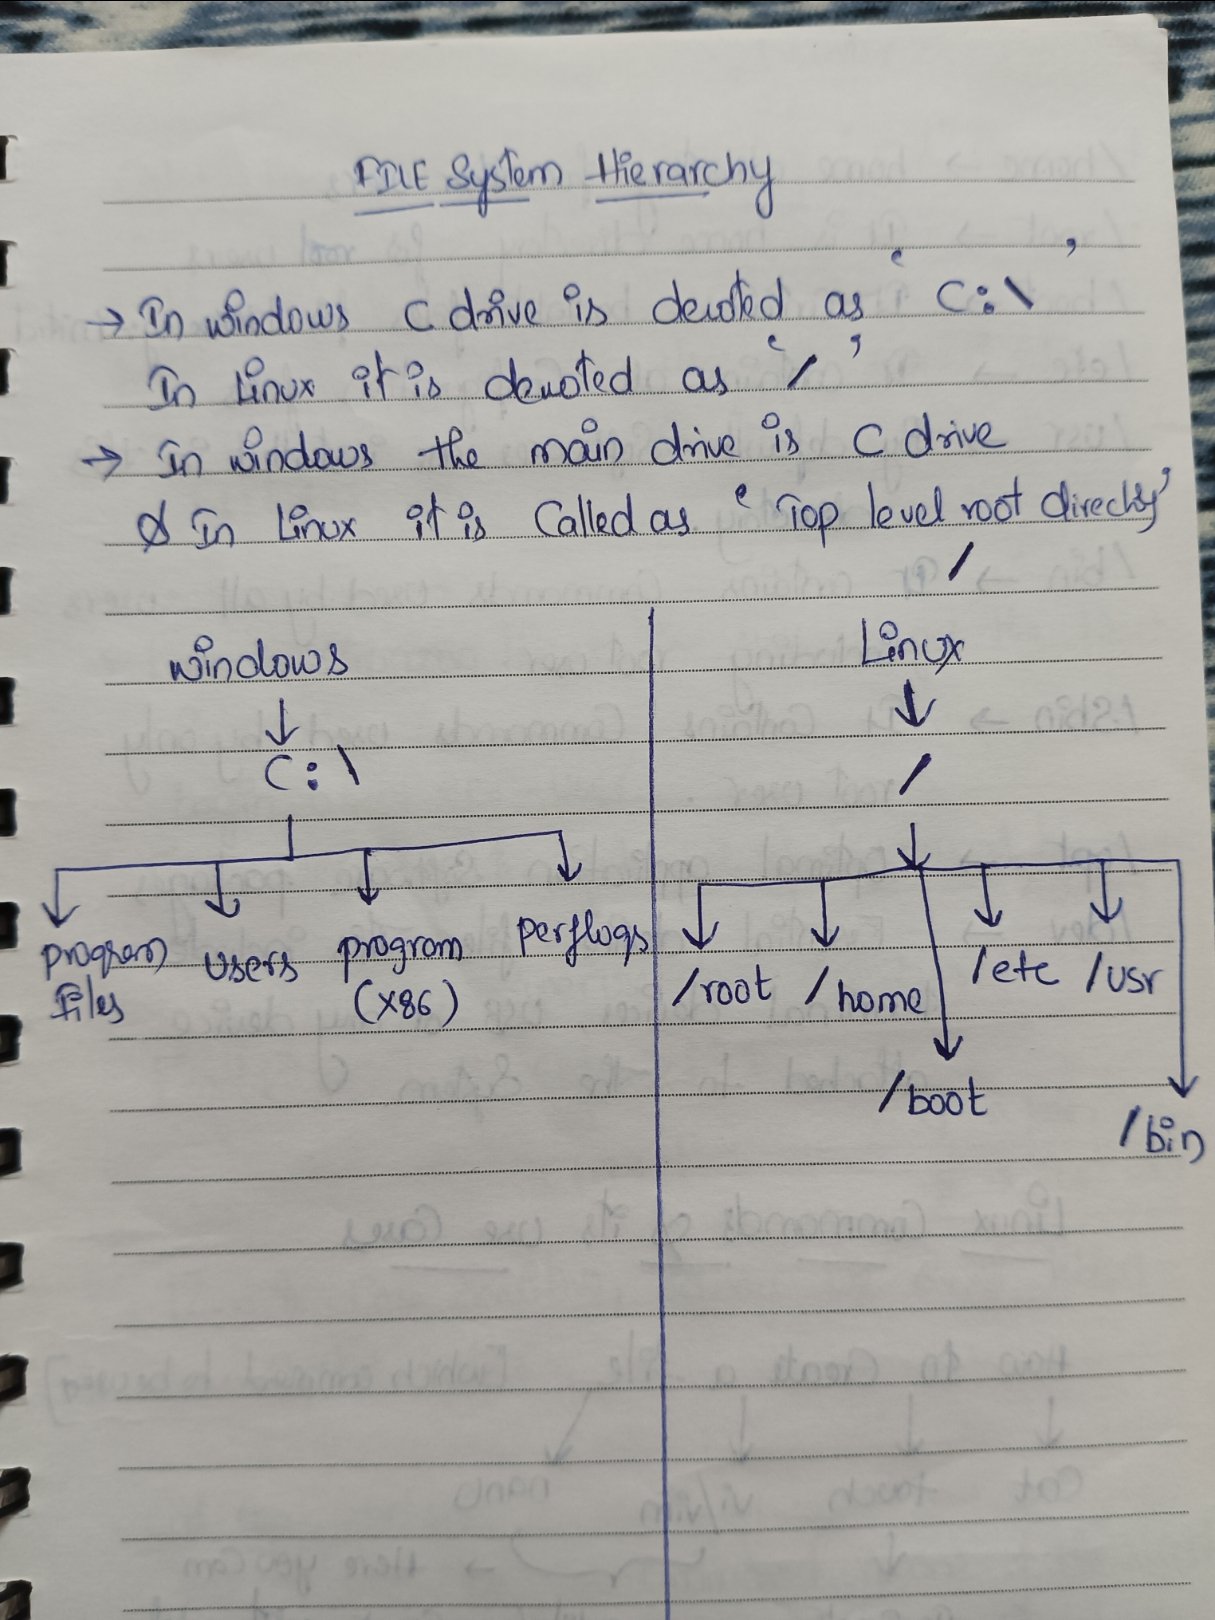 FILE System Hierarchy
→ In windows C drive is denoted as ‘C:\’
In Linux it is denoted as ‘/’
→ In windows the main drive is C drive
In Linux it is Called as ‘Top level root directory’
/
windows
Linux
C:\
/
program
files
users
program
(x86)
perflogs
/root
/home
/etc
/usr
/boot
/bin